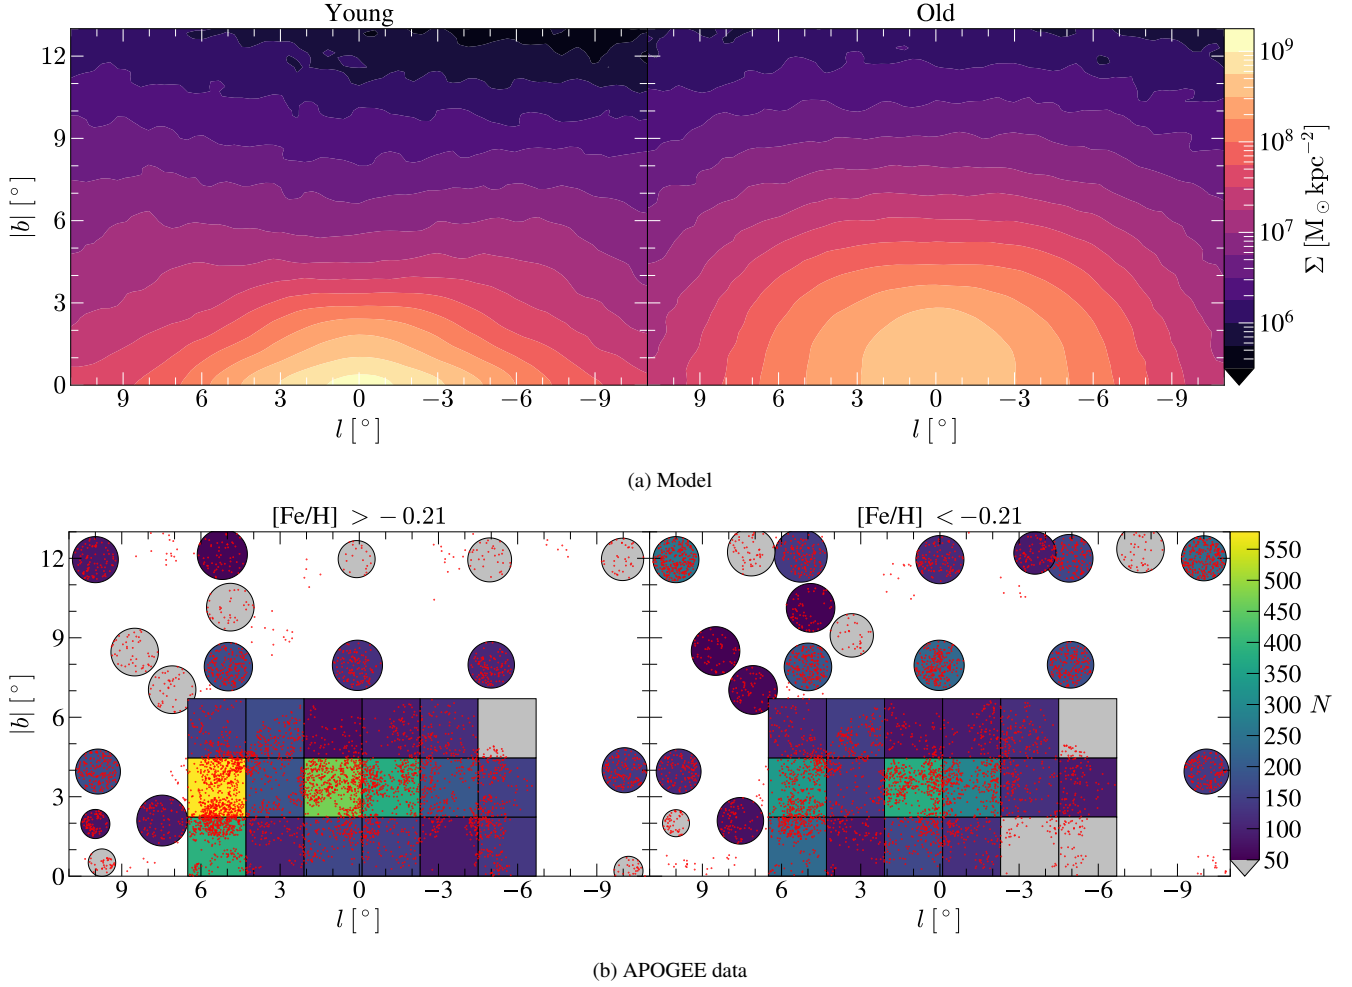 Young Old
12
9
6
3
0
|b| [°]
9 6 3 0 −3 −6 −9 9 6 3 0 −3 −6 −9
l [°] l [°]
10⁹
10⁸
10⁷
10⁶
Σ [M⊙ kpc⁻²]
(a) Model
[Fe/H] > −0.21 [Fe/H] < −0.21
12
9
6
3
0
|b| [°]
9 6 3 0 −3 −6 −9 9 6 3 0 −3 −6 −9
l [°] l [°]
550
500
450
400
350
300
250
200
150
100
50
N
(b) APOGEE data